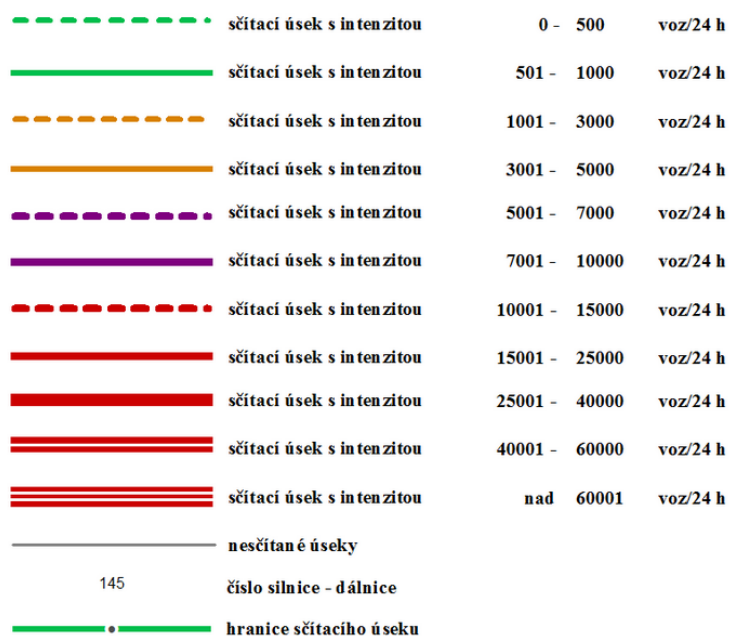 sčítací úsek s intenzitou 0 - 500 voz/24 h
sčítací úsek s intenzitou 501 - 1000 voz/24 h
sčítací úsek s intenzitou 1001 - 3000 voz/24 h
sčítací úsek s intenzitou 3001 - 5000 voz/24 h
sčítací úsek s intenzitou 5001 - 7000 voz/24 h
sčítací úsek s intenzitou 7001 - 10000 voz/24 h
sčítací úsek s intenzitou 10001 - 15000 voz/24 h
sčítací úsek s intenzitou 15001 - 25000 voz/24 h
sčítací úsek s intenzitou 25001 - 40000 voz/24 h
sčítací úsek s intenzitou 40001 - 60000 voz/24 h
sčítací úsek s intenzitou nad 60001 voz/24 h
nesčítané úseky
145 číslo silnice - dálnice
hranice sčítacího úseku